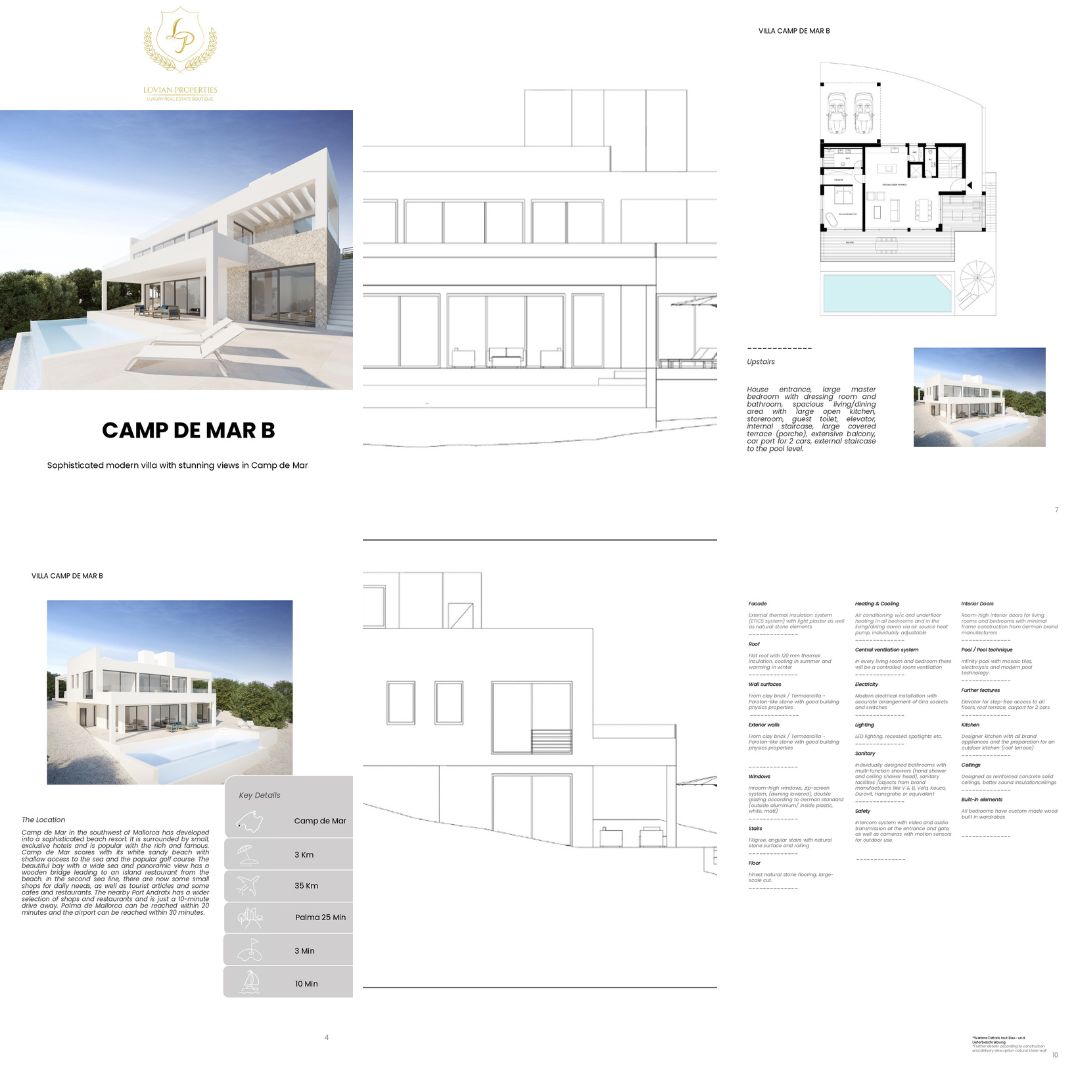 LP
LOVIAN PROPERTIES
LUXURY REAL ESTATE BOUTIQUE
CAMP DE MAR B
Sophisticated modern villa with stunning views in Camp de Mar
VILLA CAMP DE MAR B
Upstairs
House entrance, large master
bedroom with dressing room and
bathroom, spacious living/dining
area with large open kitchen,
storeroom, guest toilet, elevator,
internal staircase, large covered
terrace (porche), extensive balcony,
car port for 2 cars, external staircase
to the pool level.
7
VILLA CAMP DE MAR B
The Location
Camp de Mar in the southwest of Mallorca has developed
into a sophisticated beach resort. It is surrounded by small,
exclusive hotels and is popular with the rich and famous.
Camp de Mar scores with its white sandy beach with
shallow access to the sea and the popular golf course. The
beautiful bay with a wide sea and panoramic view has a
wooden bridge leading to an island restaurant from the
beach. In the second sea line, there are now some small
shops for daily needs, as well as tourist articles and some
cafes and restaurants. The nearby Port Andratx has a wider
selection of shops and restaurants and is just a 10-minute
drive away. Palma de Mallorca can be reached within 20
minutes and the airport can be reached within 30 minutes.
Key Details
Camp de Mar
3 Km
35 Km
Palma 25 Min
3 Min
10 Min
4
Facade
External thermal insulation system
(ETICS system) with light plaster as well
as natural stone elements
Roof
Flat roof with 120 mm thermal
insulation, cooling in summer and
warming in winter
Wall surfaces
From clay brick / Termoarcilla -
Poroton-like stone with good building
physics properties
Exterior walls
From clay brick / Termoarcilla -
Poroton-like stone with good building
physics properties
Windows
In room-high windows, zip-screen
system, (awning lowered), double
glazing according to German standard
(outside aluminum/ inside plastic,
white, matt)
Stairs
Filigree, angular stairs with natural
stone surface and railing
Floor
Finest natural stone flooring, large-
scale cut.
Heating & Cooling
Air conditioning w/c and underfloor
heating in all bedrooms and in the
living/dining room via air source heat
pump, individually adjustable
Central ventilation system
In every living room and bedroom there
will be a controlled room ventilation
Electricity
Modern electrical installation with
accurate arrangement of Gira sockets
and switches
Lighting
LED lighting, recessed spotlights etc.
Sanitary
Individually designed bathrooms with
multi-function showers (hand shower
and ceiling shower head), sanitary
facilities /objects from brand
manufacturers like V & B, Vela, Keuco,
Duravit, Hansgrohe or equivalent
Safety
Intercom system with video and audio
transmission at the entrance and gate,
as well as cameras with motion sensors
for outdoor use.
Interior Doors
Room-high interior doors for living
rooms and bedrooms with minimal
frame construction from German brand
manufacturers
Pool / Pool technique
Infinity pool with mosaic tiles,
electrolysis and modern pool
technology
Further features
Elevator for step-free access to all
floors, roof terrace, carport for 2 cars
Kitchen
Designer kitchen with all brand
appliances and the preparation for an
outdoor kitchen (roof terrace)
Ceilings
Designed as reinforced concrete solid
ceilings, better sound insulationceilings
Built-in elements
All bedrooms have custom made wood
built in wardrobes
10